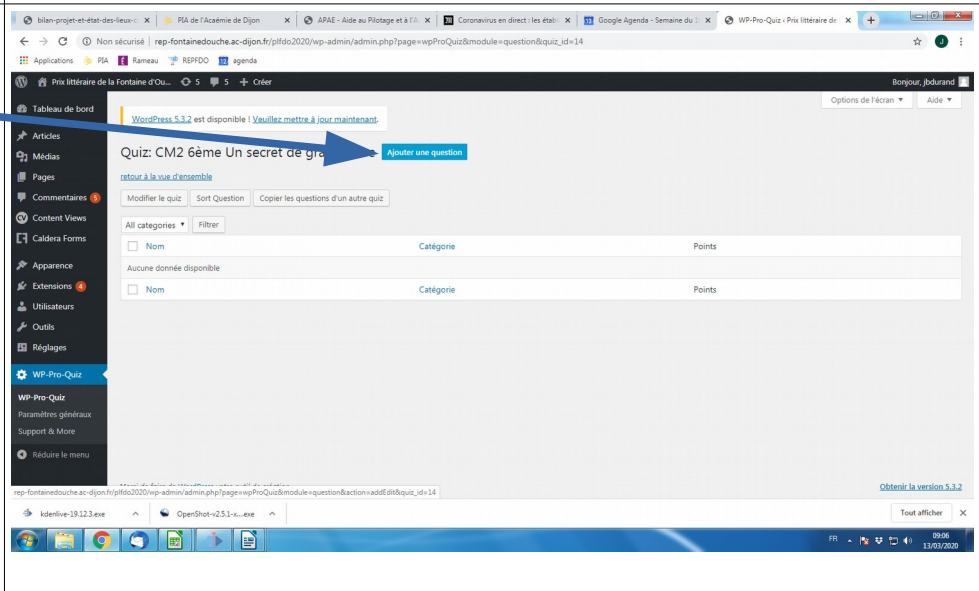 bilan-projet-et-état-des-lieux-c
PIA de l'Acaémie de Dijon
APAE - Aide au Pilotage et à l'A
Coronavirus en direct : les établ
Google Agenda - Semaine du 1
WP-Pro-Quiz ‹ Prix littéraire de
Non sécurisé | rep-fontainedouche.ac-dijon.fr/plfdo2020/wp-admin/admin.php?page=wpProQuiz&module=question&quiz_id=14
J
Applications
PIA
Rameau
REPFDO
agenda
Prix littéraire de la Fontaine d'Ou...
5
5
Créer
Bonjour, jbdurand
Options de l'écran
Aide
Tableau de bord
Articles
Médias
Pages
Commentaires 5
Content Views
Caldera Forms
Apparence
Extensions 4
Utilisateurs
Outils
Réglages
WP-Pro-Quiz
WP-Pro-Quiz
Paramètres généraux
Support & More
Réduire le menu
WordPress 5.3.2 est disponible ! Veuillez mettre à jour maintenant.
Quiz: CM2 6ème Un secret de
Ajouter une question
retour à la vue d'ensemble
Modifier le quiz
Sort Question
Copier les questions d'un autre quiz
All categories
Filtrer
Nom
Catégorie
Points
Aucune donnée disponible
Nom
Catégorie
Points
Obtenir la version 5.3.2
rep-fontainedouche.ac-dijon.fr/plfdo2020/wp-admin/admin.php?page=wpProQuiz&module=question&action=addEdit&quiz_id=14
kdenlive-19.12.3.exe
OpenShot-v2.5.1-x....exe
Tout afficher
FR
09:06
13/03/2020